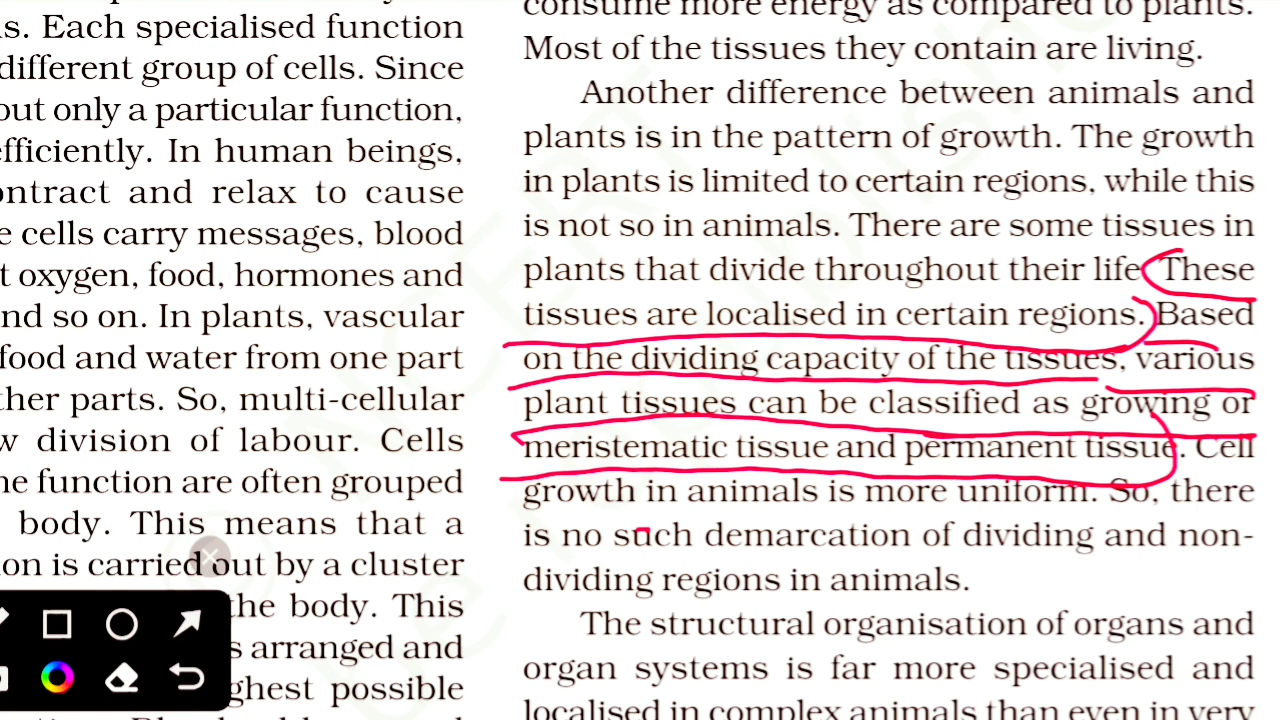 s. Each specialised function
different group of cells. Since
out only a particular function,
efficiently. In human beings,
ontract and relax to cause
e cells carry messages, blood
t oxygen, food, hormones and
nd so on. In plants, vascular
food and water from one part
ther parts. So, multi-cellular
w division of labour. Cells
ne function are often grouped
body. This means that a
on is carried out by a cluster
the body. This
s arranged and
ghest possible
consume more energy as compared to plants.
Most of the tissues they contain are living.
Another difference between animals and
plants is in the pattern of growth. The growth
in plants is limited to certain regions, while this
is not so in animals. There are some tissues in
plants that divide throughout their life. These
tissues are localised in certain regions. Based
on the dividing capacity of the tissues, various
plant tissues can be classified as growing or
meristematic tissue and permanent tissue. Cell
growth in animals is more uniform. So, there
is no such demarcation of dividing and non-
dividing regions in animals.
The structural organisation of organs and
organ systems is far more specialised and
localised in complex animals than even in very